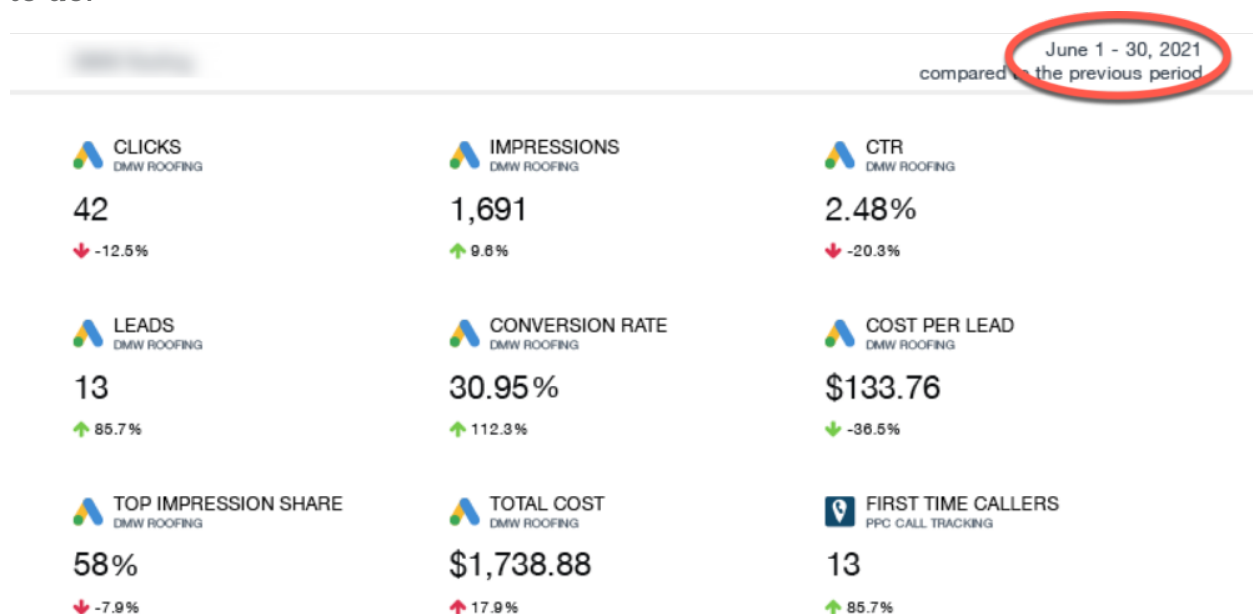 June 1 - 30, 2021
compared to the previous period
CLICKS
DMW ROOFING
42
-12.5%
IMPRESSIONS
DMW ROOFING
1,691
9.6%
CTR
DMW ROOFING
2.48%
-20.3%
LEADS
DMW ROOFING
13
85.7%
CONVERSION RATE
DMW ROOFING
30.95%
112.3%
COST PER LEAD
DMW ROOFING
$133.76
-36.5%
TOP IMPRESSION SHARE
DMW ROOFING
58%
-7.9%
TOTAL COST
DMW ROOFING
$1,738.88
17.9%
FIRST TIME CALLERS
PPC CALL TRACKING
13
85.7%